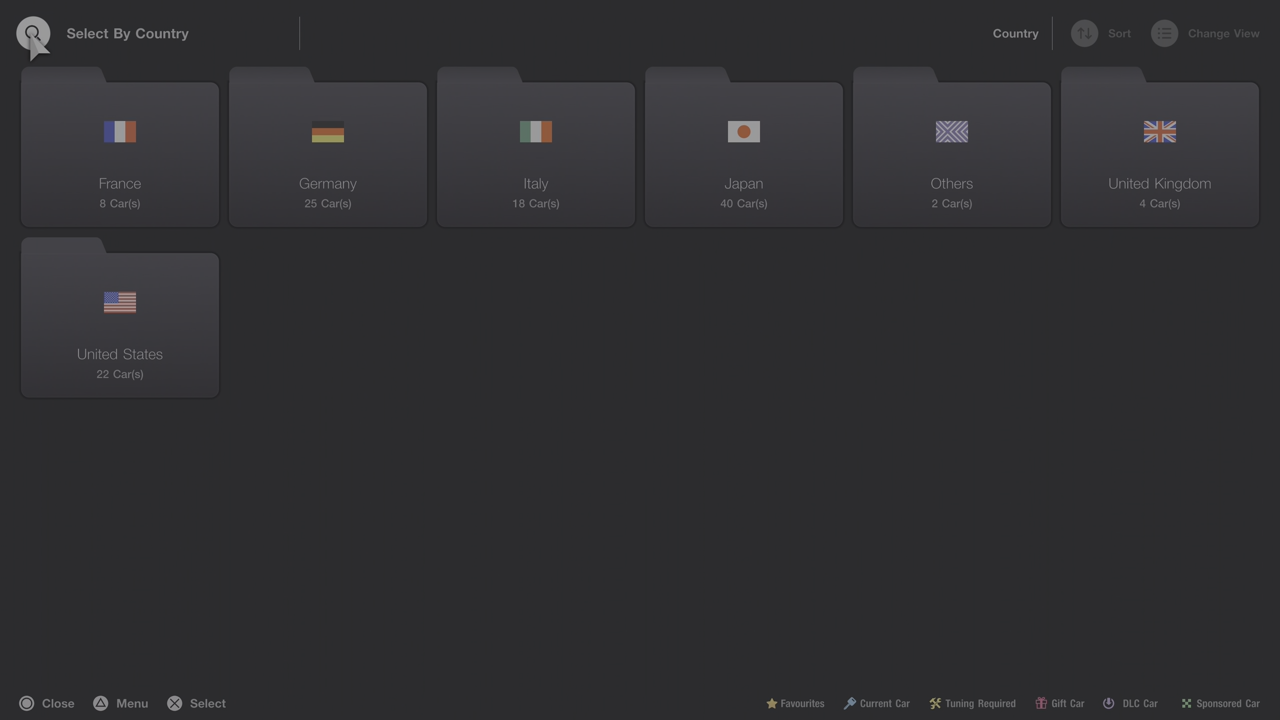 Select By Country
Country
Sort
Change View
France
8 Car(s)
Germany
25 Car(s)
Italy
18 Car(s)
Japan
40 Car(s)
Others
2 Car(s)
United Kingdom
4 Car(s)
United States
22 Car(s)
Close
Menu
Select
Favourites
Current Car
Tuning Required
Gift Car
DLC Car
Sponsored Car